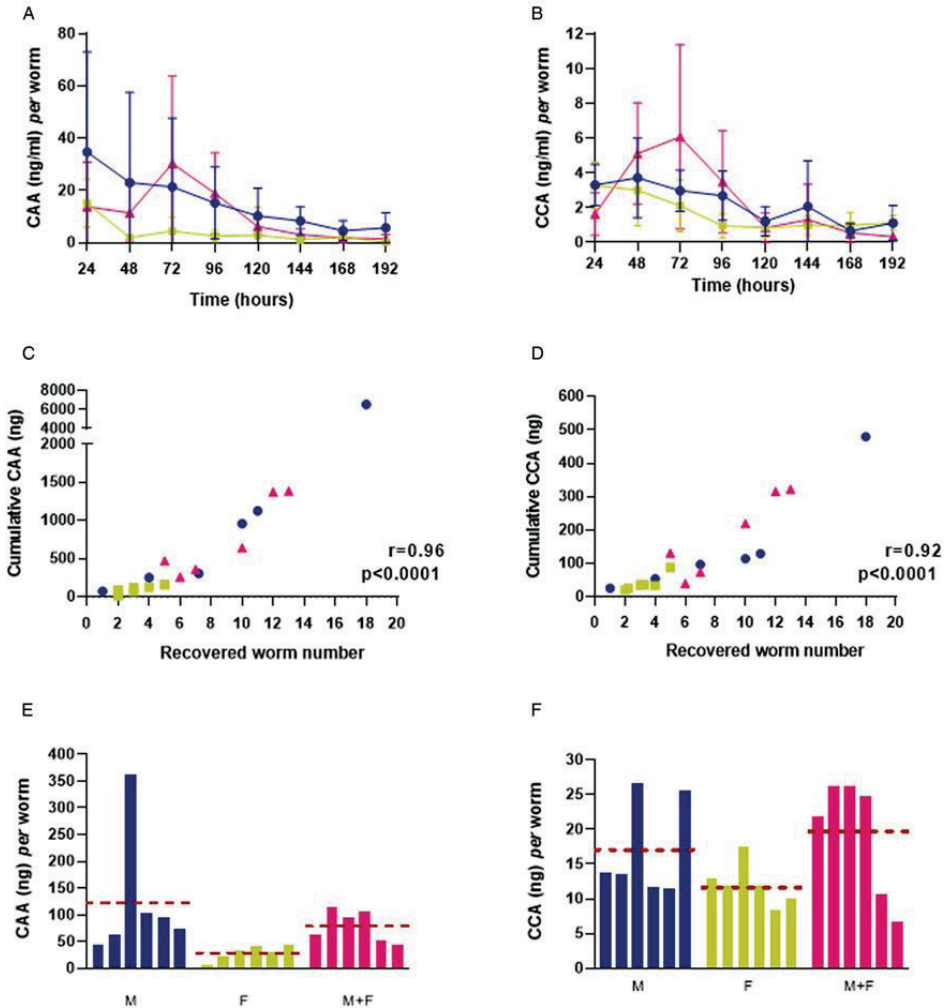 A
CAA (ng/ml) per worm
80
60
40
20
0
24 48 72 96 120 144 168 192
Time (hours)
B
CCA (ng/ml) per worm
12
10
8
6
4
2
0
24 48 72 96 120 144 168 192
Time (hours)
C
Cumulative CAA (ng)
8000
6000
4000
2000
1500
1000
500
0
r=0.96
p<0.0001
0 2 4 6 8 10 12 14 16 18 20
Recovered worm number
D
Cumulative CCA (ng)
600
500
400
300
200
100
0
r=0.92
p<0.0001
0 2 4 6 8 10 12 14 16 18 20
Recovered worm number
E
CAA (ng) per worm
400
350
300
250
200
150
100
50
0
M F M+F
F
CCA (ng) per worm
30
25
20
15
10
5
0
M F M+F